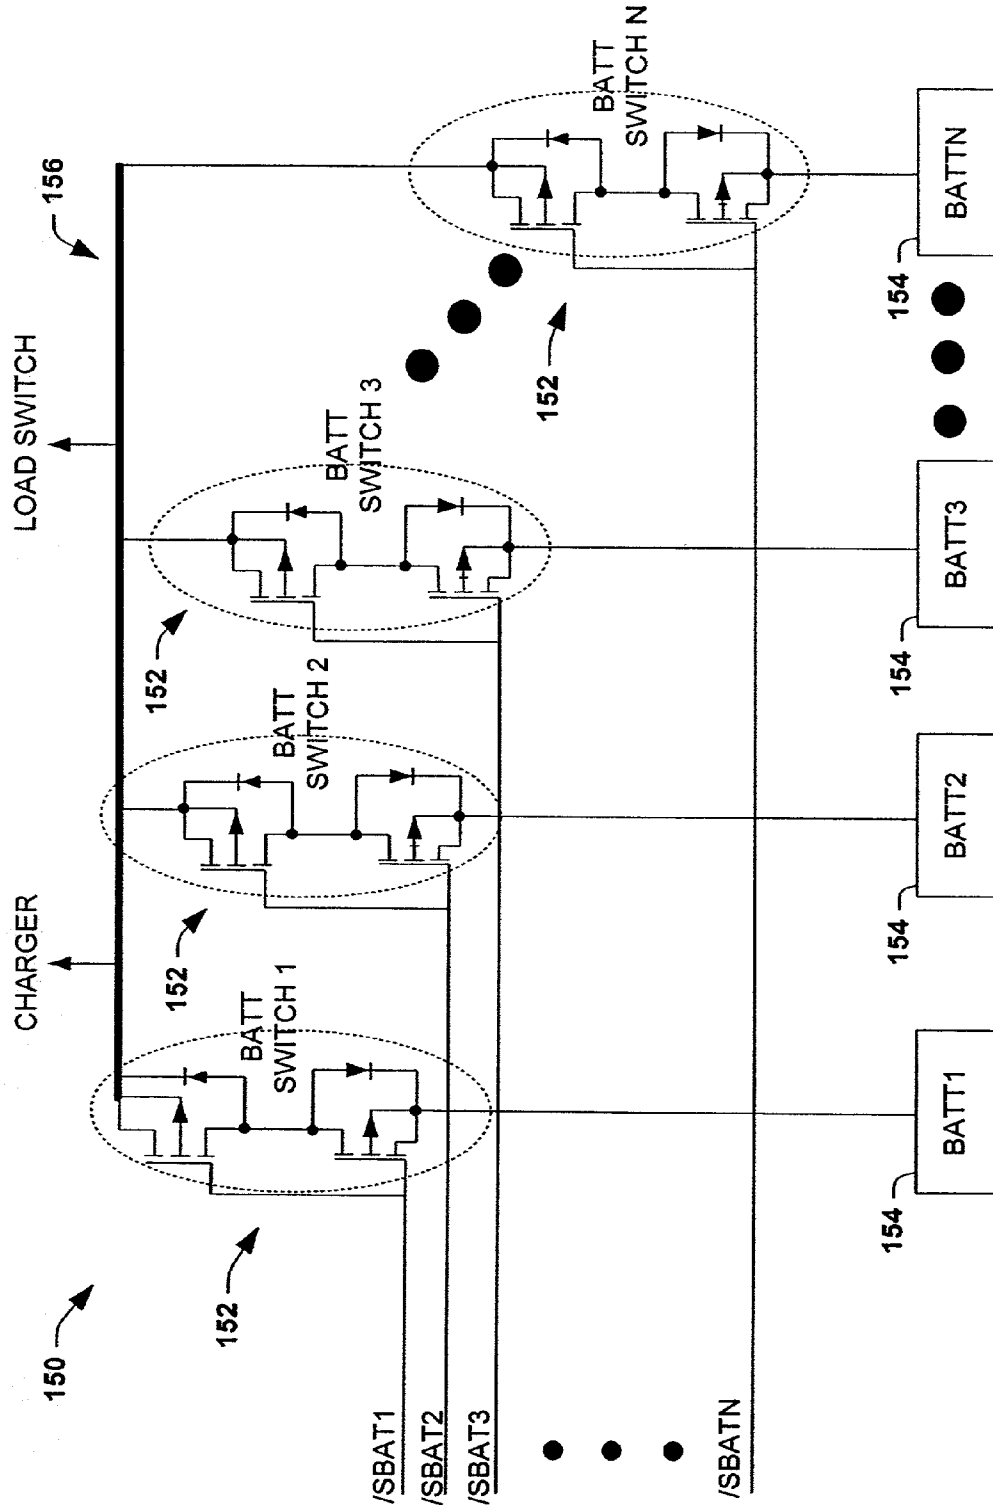 CHARGER
LOAD SWITCH
150
156
152
BATT
SWITCH 1
152
BATT
SWITCH 2
152
BATT
SWITCH 3
152
BATT
SWITCH N
/SBAT1
/SBAT2
/SBAT3
/SBATN
154
BATT1
154
BATT2
154
BATT3
154
BATTN